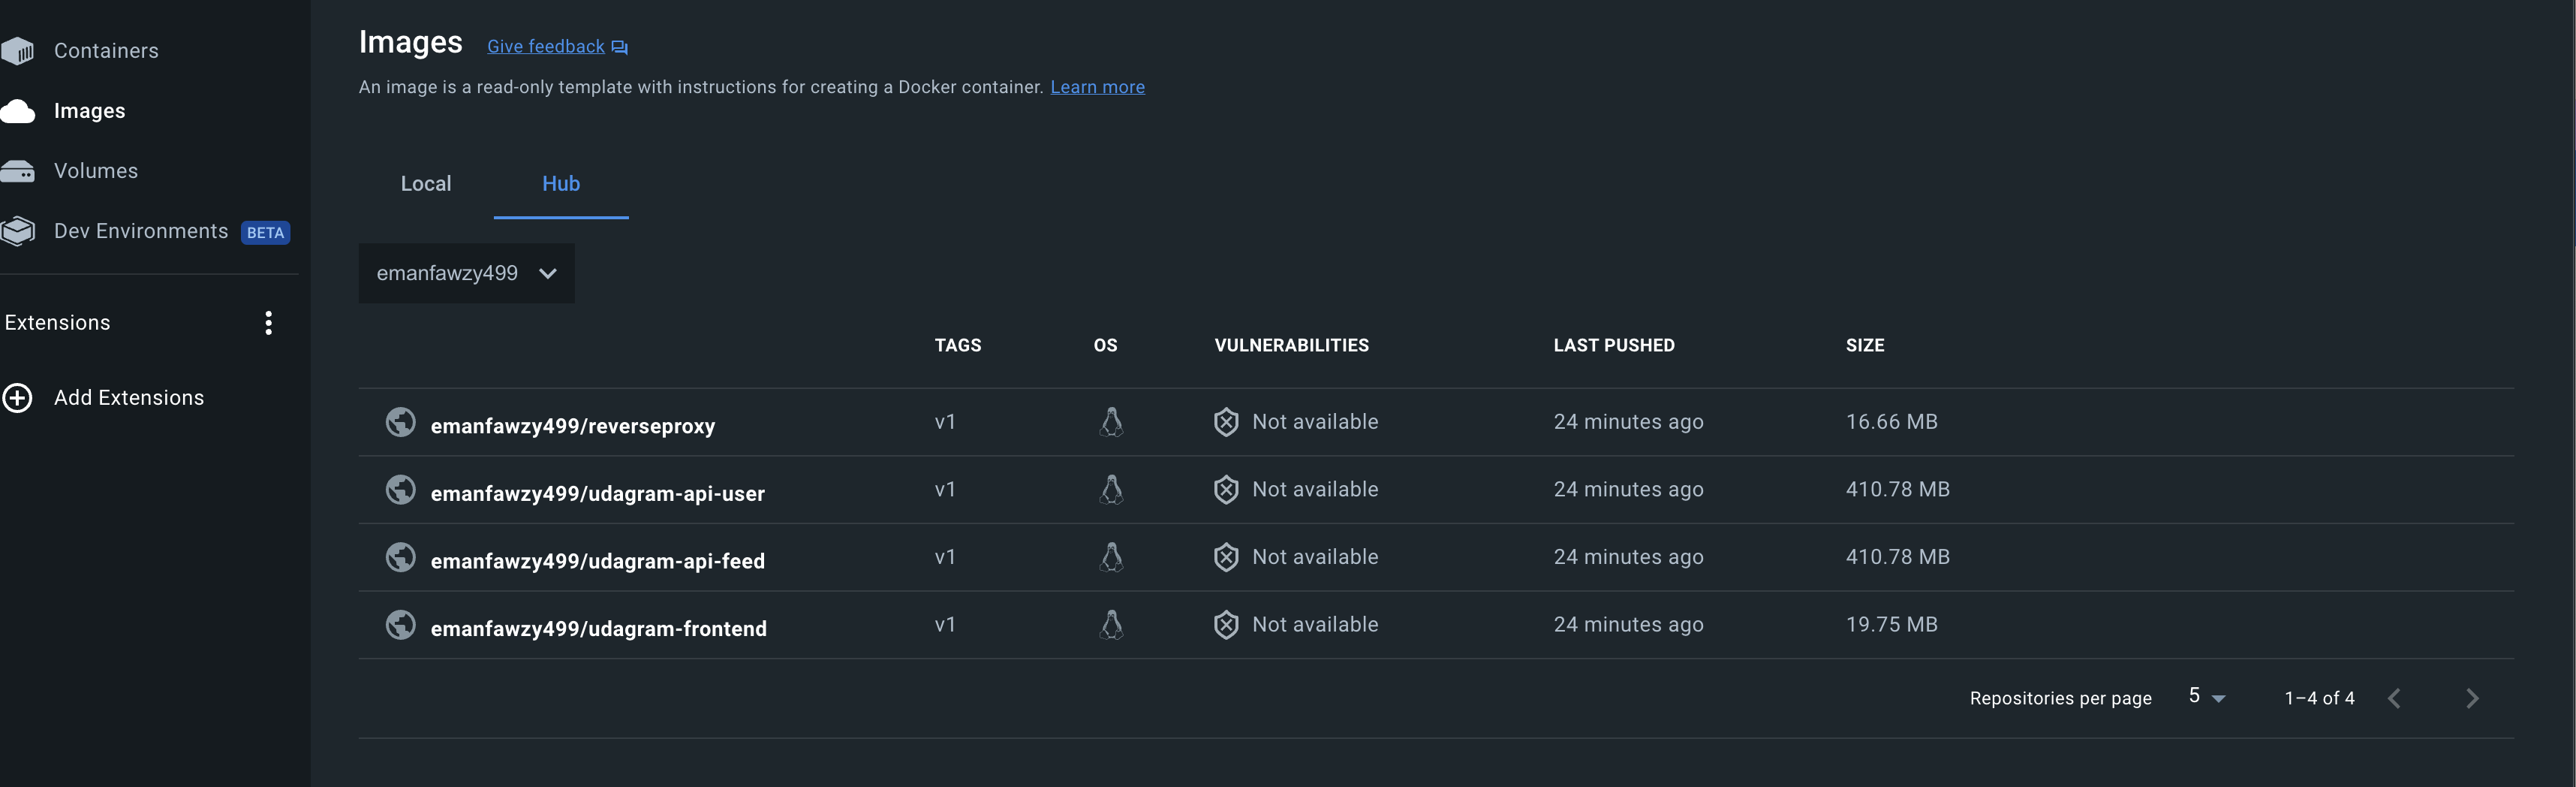 Containers
Images
Volumes
Dev Environments BETA
Extensions
Add Extensions
Images Give feedback
An image is a read-only template with instructions for creating a Docker container. Learn more
Local Hub
emanfawzy499
TAGS OS VULNERABILITIES LAST PUSHED SIZE
emanfawzy499/reverseproxy v1 Not available 24 minutes ago 16.66 MB
emanfawzy499/udagram-api-user v1 Not available 24 minutes ago 410.78 MB
emanfawzy499/udagram-api-feed v1 Not available 24 minutes ago 410.78 MB
emanfawzy499/udagram-frontend v1 Not available 24 minutes ago 19.75 MB
Repositories per page 5 1–4 of 4